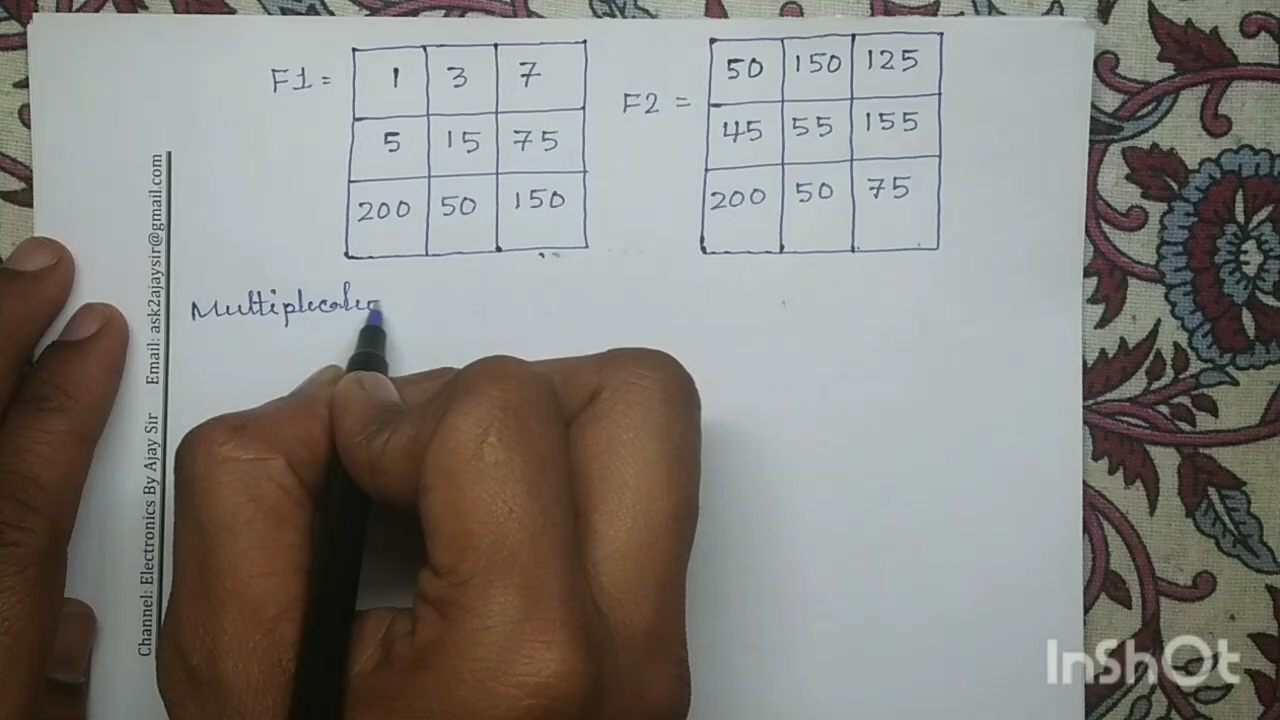 F1 =
1 3 7
5 15 75
200 50 150
F2 =
50 150 125
45 55 155
200 50 75
Channel: Electronics By Ajay Sir Email: ask2ajaysir@gmail.com
InShOt